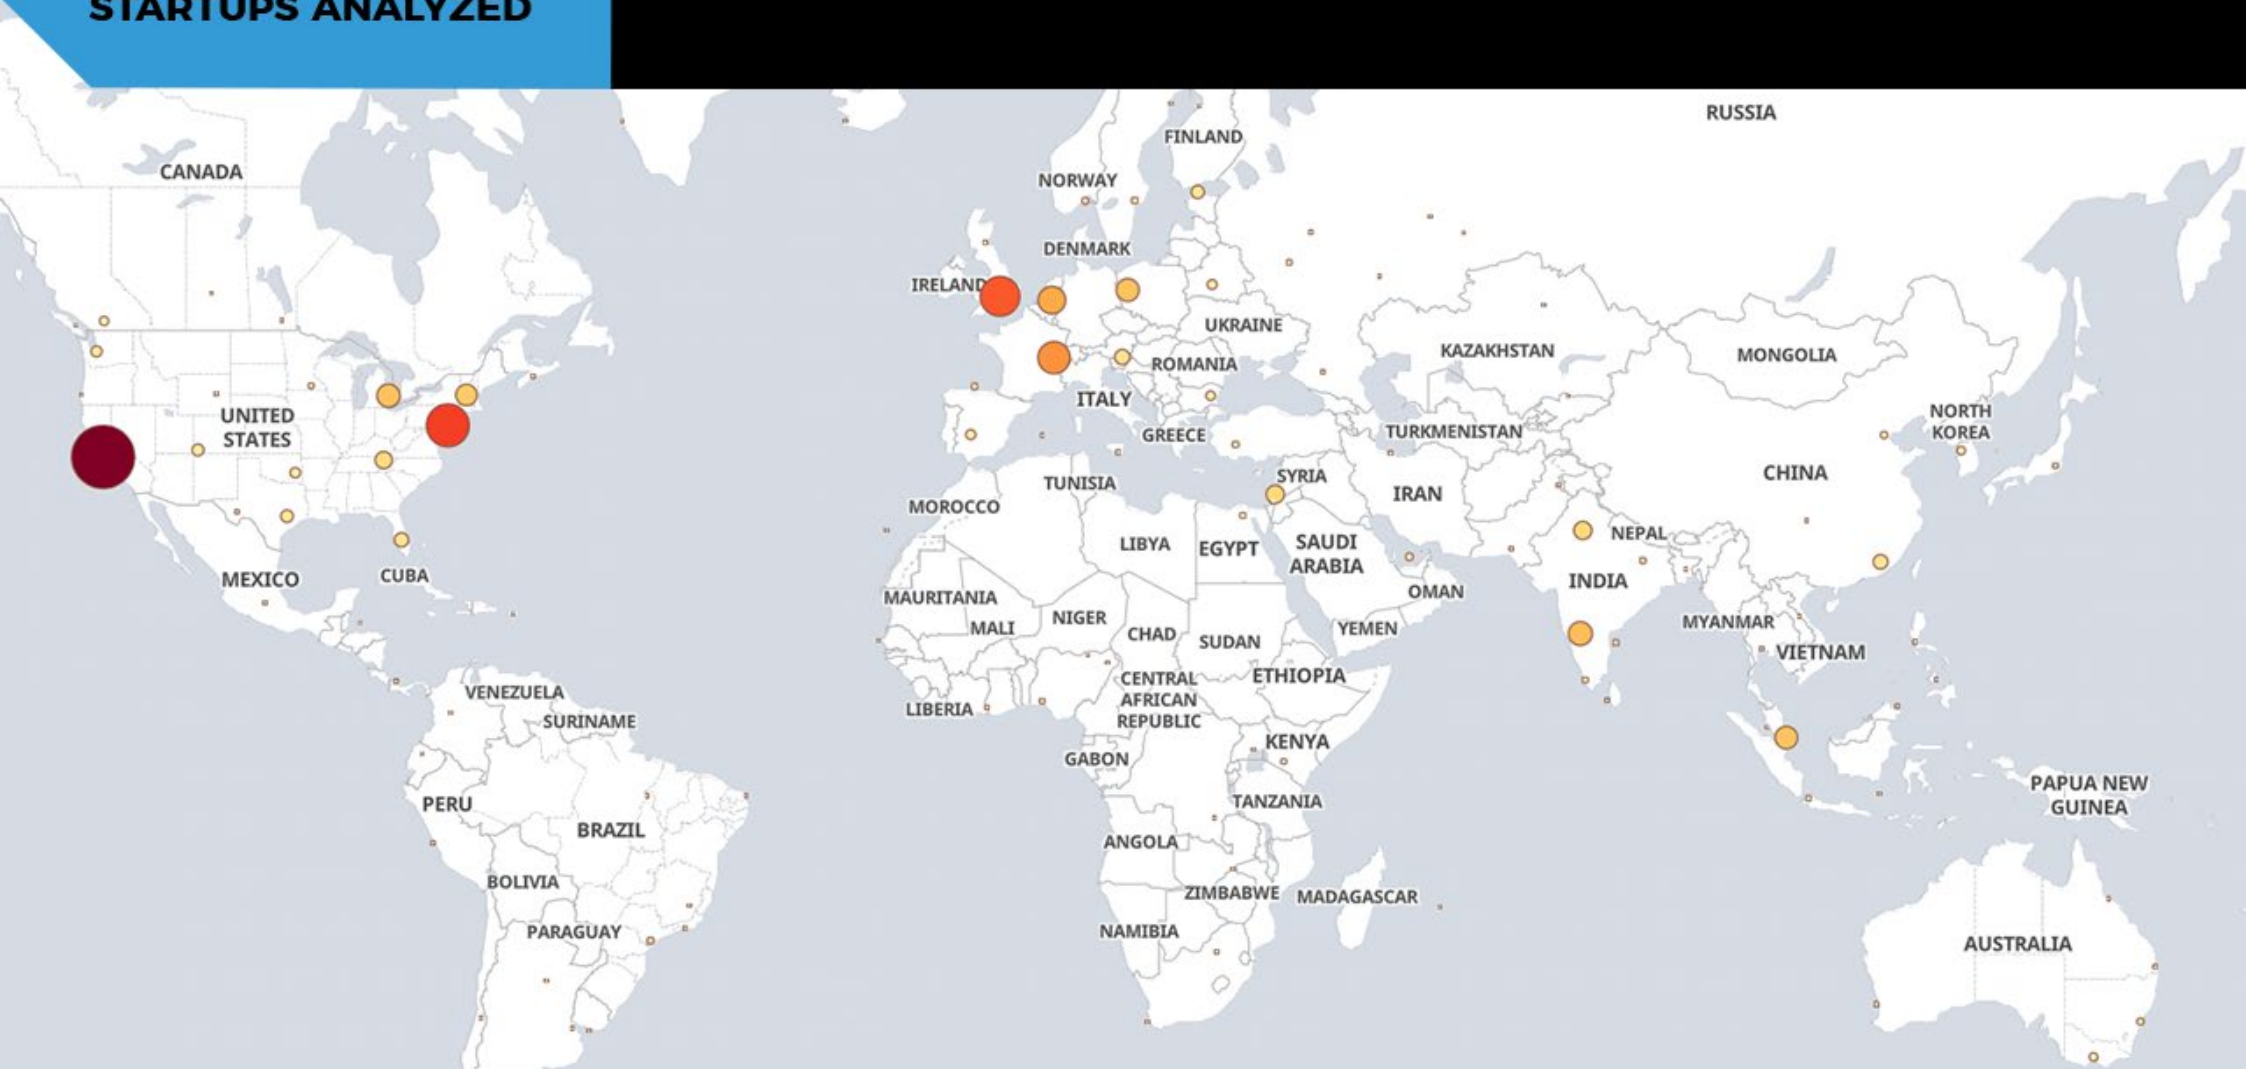 STARTUPS ANALYZED
RUSSIA
FINLAND
CANADA
NORWAY
DENMARK
IRELAND
UKRAINE
KAZAKHSTAN
MONGOLIA
ROMANIA
ITALY
UNITED
STATES
NORTH
KOREA
GREECE
TURKMENISTAN
CHINA
SYRIA
TUNISIA
IRAN
MOROCCO
NEPAL
LIBYA
EGYPT
SAUDI
ARABIA
MEXICO
CUBA
INDIA
OMAN
MAURITANIA
NIGER
MALI
CHAD
SUDAN
YEMEN
MYANMAR
VIETNAM
ETHIOPIA
CENTRAL
AFRICAN
REPUBLIC
VENEZUELA
SURINAME
LIBERIA
KENYA
GABON
PAPUA NEW
GUINEA
PERU
TANZANIA
BRAZIL
ANGOLA
BOLIVIA
ZIMBABWE
MADAGASCAR
PARAGUAY
NAMIBIA
AUSTRALIA